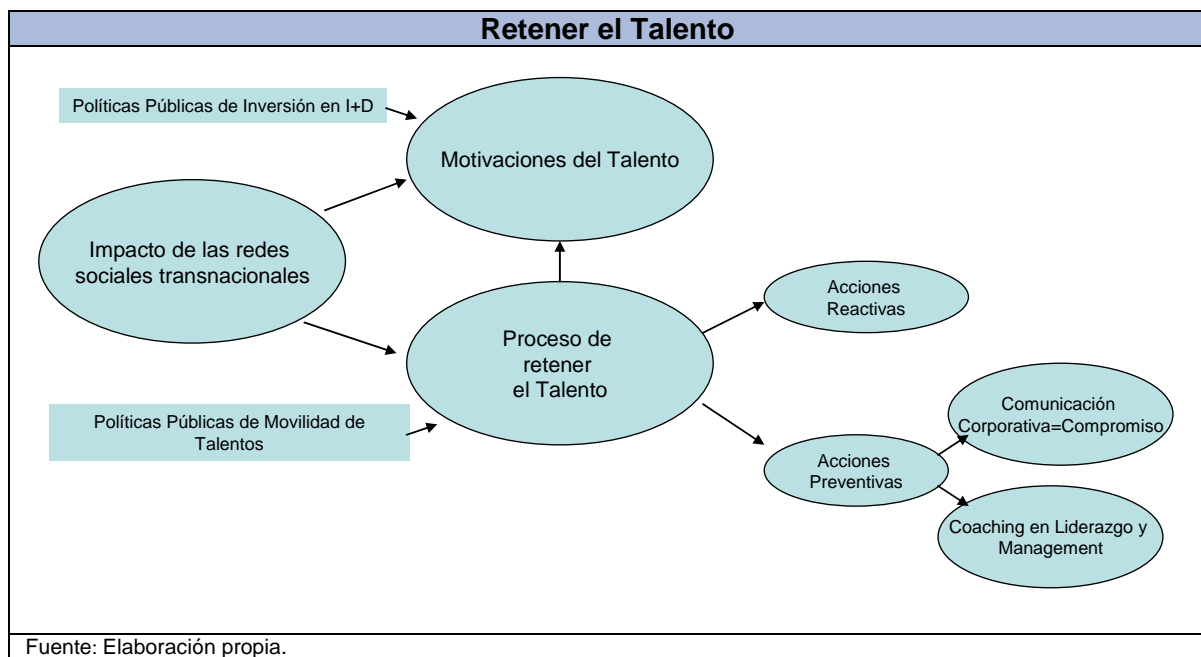 Retener el Talento
Políticas Públicas de Inversión en I+D
Motivaciones del Talento
Impacto de las redes
sociales transnacionales
Acciones
Reactivas
Proceso de
retener
el Talento
Políticas Públicas de Movilidad de
Talentos
Comunicación
Corporativa=Compromiso
Acciones
Preventivas
Coaching en Liderazgo y
Management
Fuente: Elaboración propia.